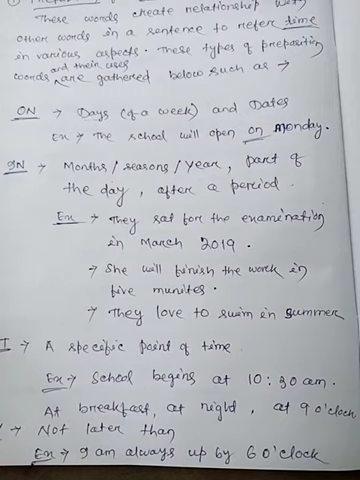 These words create relationship with
other words in a sentence to refer time
in various aspects. These types of preposition
and their uses
words are gathered below such as →
ON → Days (of a week) and Dates
Ex → The school will open on Monday.
IN → Months / seasons / Year, part of
the day, after a period.
Ex → They sat for the examination
in March 2019.
→ She will finish the work in
five munites.
→ They love to swim in summer
→ A specific point of time.
Ex → School begins at 10:30 am.
At breakfast, at night, at 9 o'clock
→ Not later than
Ex → I am always up by 6 o'clock